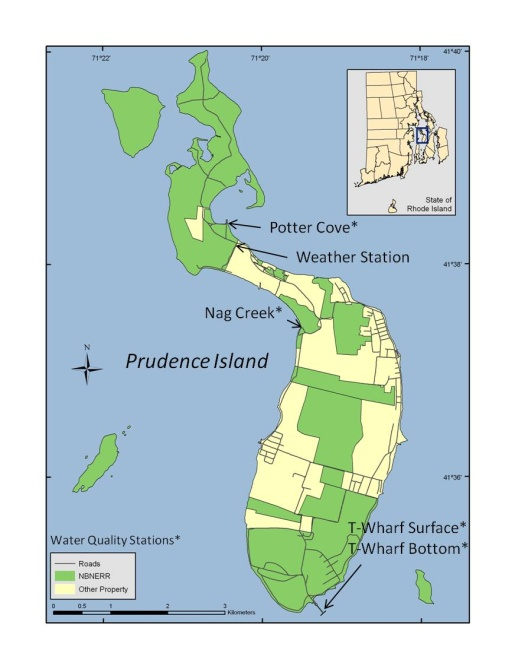 71°22'
71°20'
71°18'
41°40'
State of
Rhode Island
Potter Cove*
Weather Station
41°38'
Nag Creek*
N
Prudence Island
41°36'
T-Wharf Surface*
T-Wharf Bottom*
Water Quality Stations*
Roads
NBNERR
Other Property
0 0.5 1 2 3
Kilometers